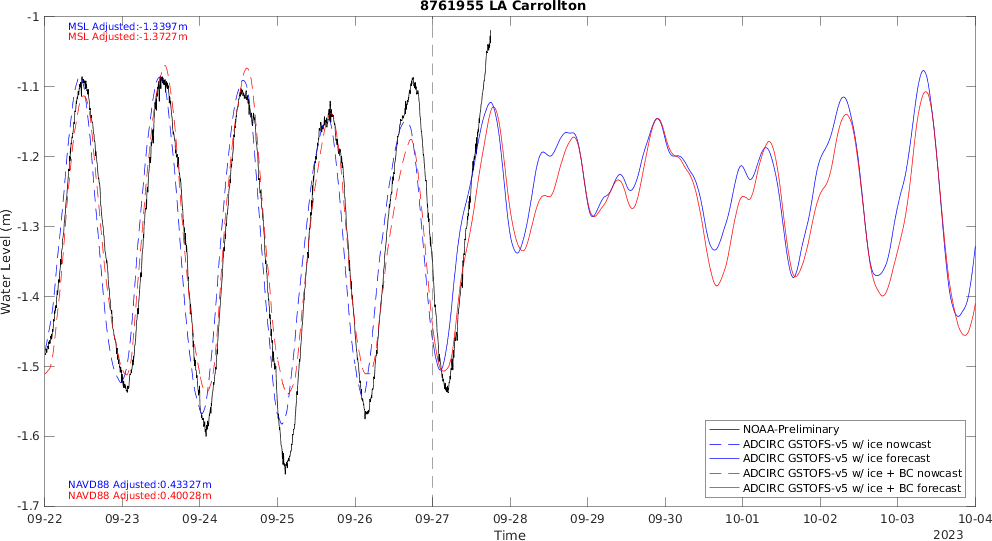 8761955 LA Carrollton
MSL Adjusted:-1.3397m
MSL Adjusted:-1.3727m
-1
-1.1
-1.2
-1.3
-1.4
-1.5
-1.6
-1.7
Water Level (m)
NOAA-Preliminary
ADCIRC GSTOFS-v5 w/ ice nowcast
ADCIRC GSTOFS-v5 w/ ice forecast
ADCIRC GSTOFS-v5 w/ ice + BC nowcast
ADCIRC GSTOFS-v5 w/ ice + BC forecast
NAVD88 Adjusted:0.43327m
NAVD88 Adjusted:0.40028m
09-22 09-23 09-24 09-25 09-26 09-27 09-28 09-29 09-30 10-01 10-02 10-03 10-04
Time
2023